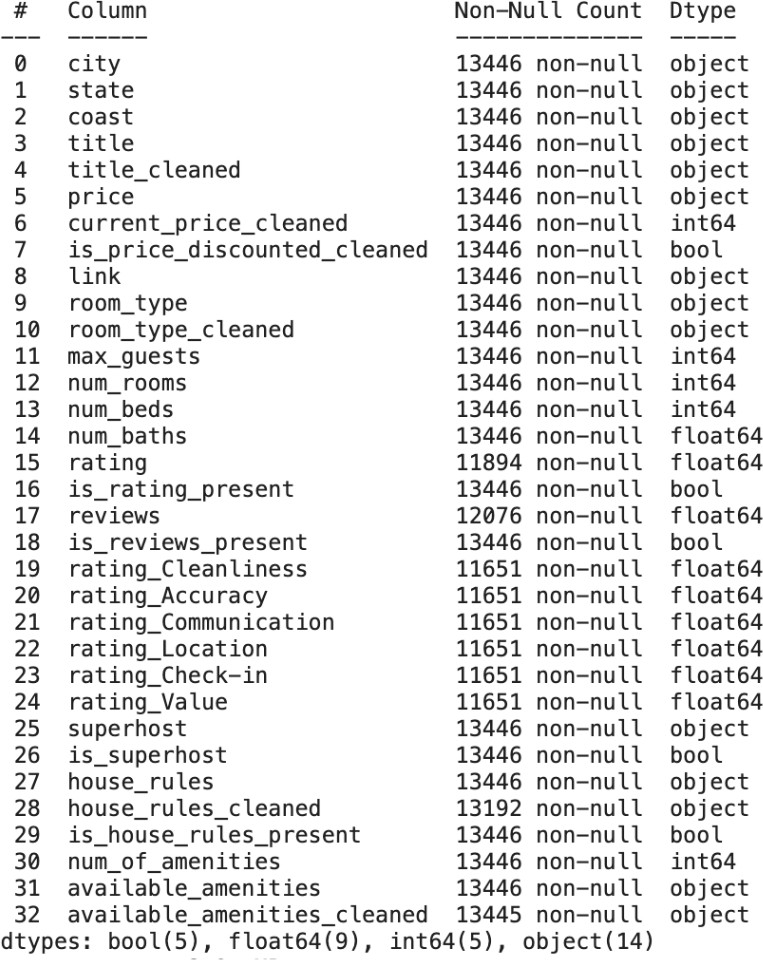 #   Column                       Non-Null Count  Dtype
---  ------                       --------------  -----
0   city                         13446 non-null  object
1   state                        13446 non-null  object
2   coast                        13446 non-null  object
3   title                        13446 non-null  object
4   title_cleaned                13446 non-null  object
5   price                        13446 non-null  object
6   current_price_cleaned        13446 non-null  int64
7   is_price_discounted_cleaned  13446 non-null  bool
8   link                         13446 non-null  object
9   room_type                    13446 non-null  object
10  room_type_cleaned            13446 non-null  object
11  max_guests                   13446 non-null  int64
12  num_rooms                    13446 non-null  int64
13  num_beds                     13446 non-null  int64
14  num_baths                    13446 non-null  float64
15  rating                       11894 non-null  float64
16  is_rating_present            13446 non-null  bool
17  reviews                      12076 non-null  float64
18  is_reviews_present           13446 non-null  bool
19  rating_Cleanliness           11651 non-null  float64
20  rating_Accuracy              11651 non-null  float64
21  rating_Communication         11651 non-null  float64
22  rating_Location              11651 non-null  float64
23  rating_Check-in              11651 non-null  float64
24  rating_Value                 11651 non-null  float64
25  superhost                    13446 non-null  object
26  is_superhost                 13446 non-null  bool
27  house_rules                  13446 non-null  object
28  house_rules_cleaned          13192 non-null  object
29  is_house_rules_present       13446 non-null  bool
30  num_of_amenities             13446 non-null  int64
31  available_amenities          13446 non-null  object
32  available_amenities_cleaned  13445 non-null  object
dtypes: bool(5), float64(9), int64(5), object(14)